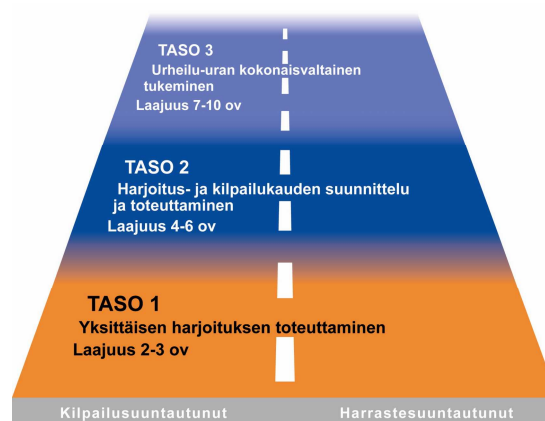 TASO 3
Urheilu-uran kokonaisvaltainen
tukeminen
Laajuus 7-10 ov
TASO 2
Harjoitus- ja kilpailukauden suunnittelu
ja toteuttaminen
Laajuus 4-6 ov
TASO 1
Yksittäisen harjoituksen toteuttaminen
Laajuus 2-3 ov
Kilpailusuuntautunut
Harrastesuuntautunut